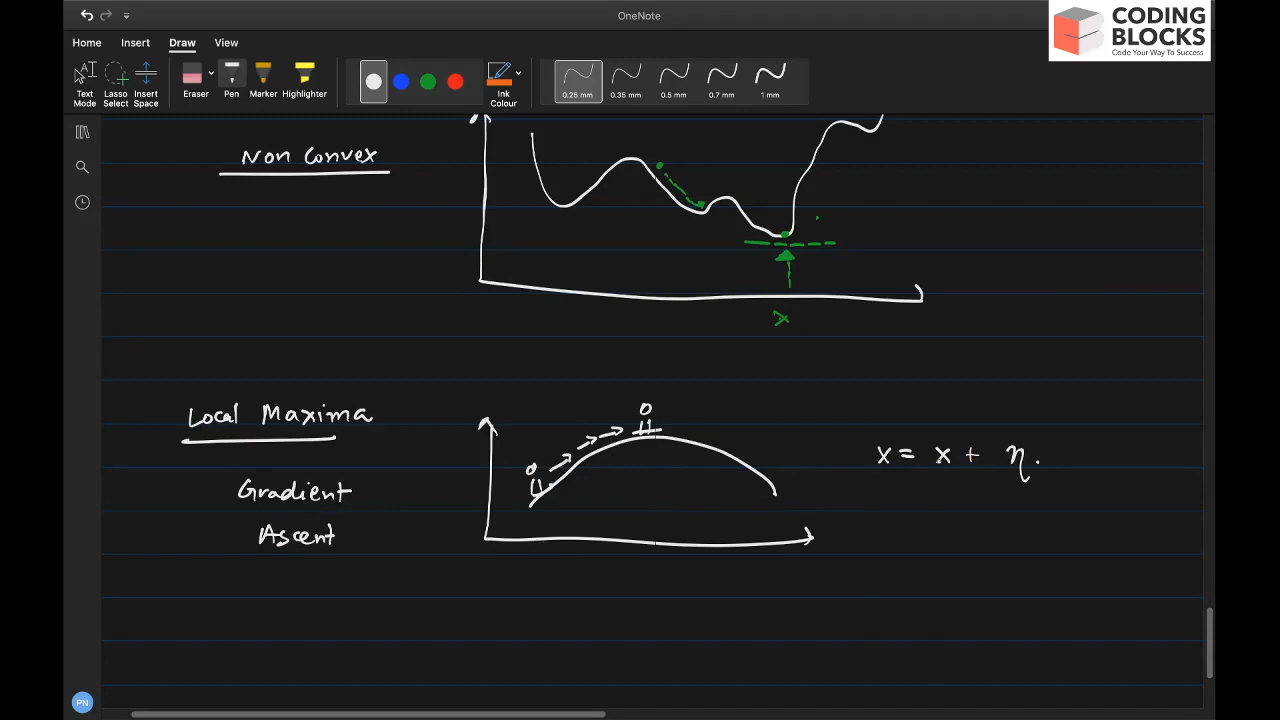 OneNote
CODING
BLOCKS
Code Your Way To Success
Home Insert Draw View
Text Mode
Lasso Select
Insert Space
Eraser
Pen
Marker
Highlighter
Ink Colour
0.25 mm
0.35 mm
0.5 mm
0.7 mm
1 mm
Non Convex
x
Local Maxima
Gradient
Ascent
x = x + η.
PN